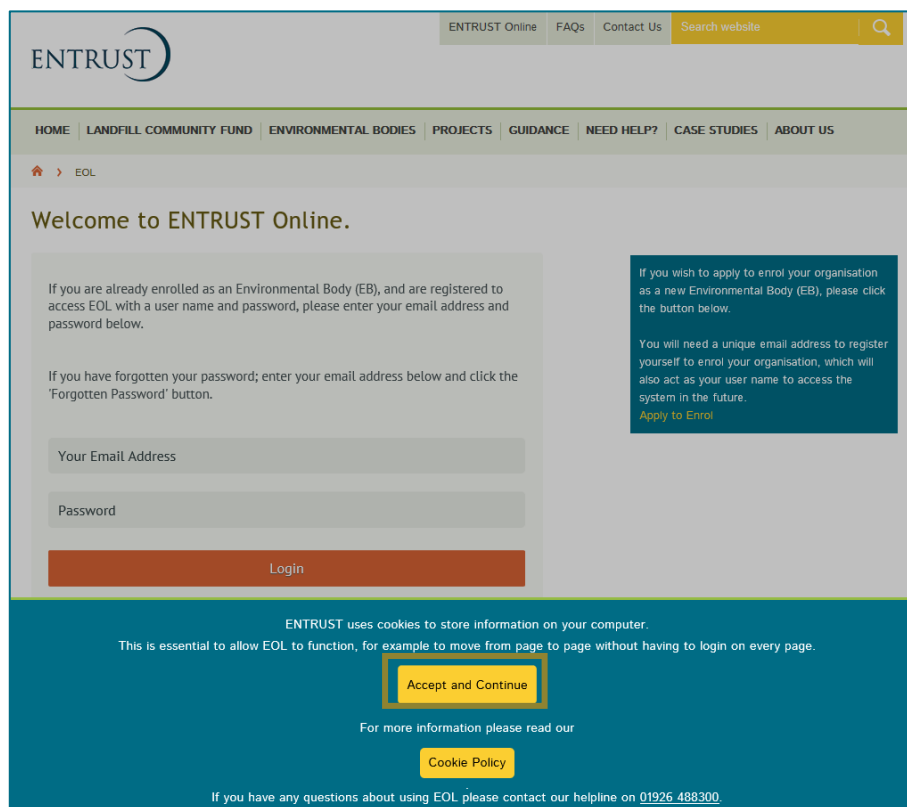 ENTRUST Online FAQs Contact Us Search website
ENTRUST
HOME LANDFILL COMMUNITY FUND ENVIRONMENTAL BODIES PROJECTS GUIDANCE NEED HELP? CASE STUDIES ABOUT US
EOL
Welcome to ENTRUST Online.
If you are already enrolled as an Environmental Body (EB), and are registered to
access EOL with a user name and password, please enter your email address and
password below.
If you have forgotten your password; enter your email address below and click the
'Forgotten Password' button.
Your Email Address
Password
Login
If you wish to apply to enrol your organisation
as a new Environmental Body (EB), please click
the button below.
You will need a unique email address to register
yourself to enrol your organisation, which will
also act as your user name to access the
system in the future.
Apply to Enrol
ENTRUST uses cookies to store information on your computer.
This is essential to allow EOL to function, for example to move from page to page without having to login on every page.
Accept and Continue
For more information please read our
Cookie Policy
.
If you have any questions about using EOL please contact our helpline on 01926 488300.